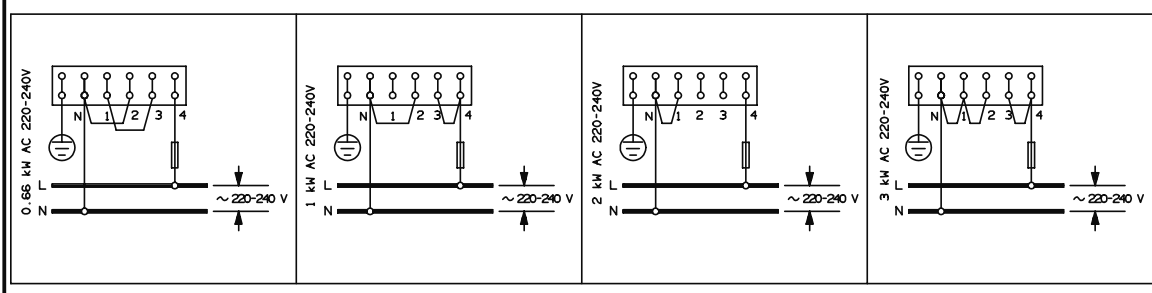 0.66 kW AC 220-240V
N 1 2 3 4
L
N
~ 220-240 V
1 kW AC 220-240V
N 1 2 3 4
L
N
~ 220-240 V
2 kW AC 220-240V
N 1 2 3 4
L
N
~ 220-240 V
3 kW AC 220-240V
N 1 2 3 4
L
N
~ 220-240 V